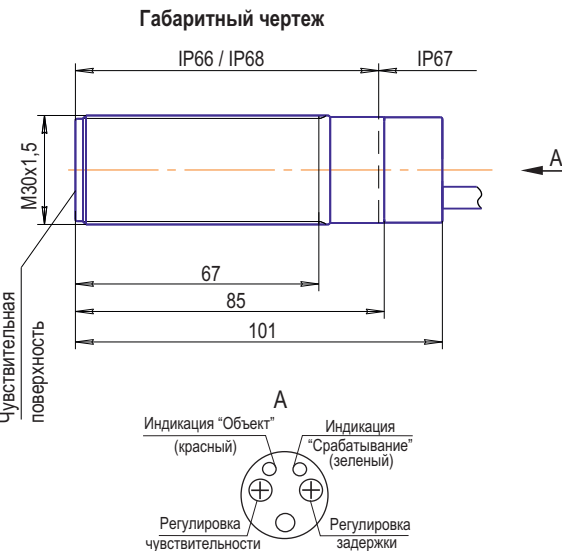 Габаритный чертеж
IP66 / IP68
IP67
M30x1,5
А
67
85
101
Чувствительная
поверхность
А
Индикация “Объект”
(красный)
Индикация
“Срабатывание”
(зеленый)
Регулировка
чувствительности
Регулировка
задержки